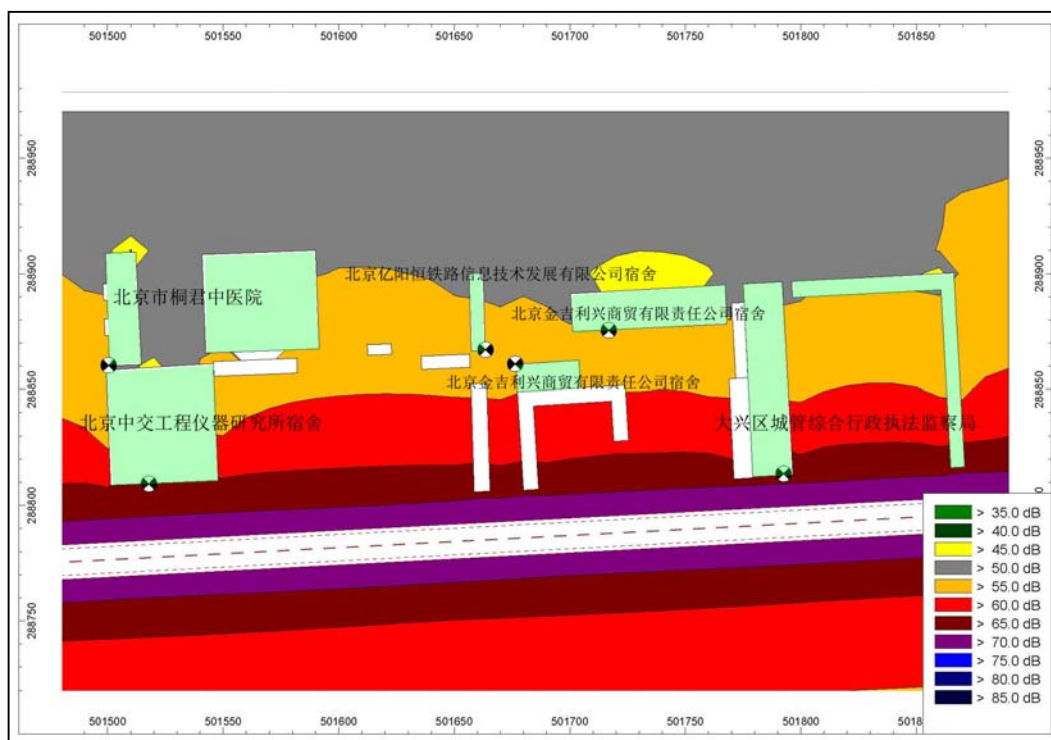 501500 501550 501600 501650 501700 501750 501800 501850
288950 288950
288900 288900
北京亿阳恒铁路信息技术发展有限公司宿舍
北京市桐君中医院
北京金吉利兴商贸有限责任公司宿舍
288850 288850
北京金吉利兴商贸有限责任公司宿舍
北京中交工程仪器研究所宿舍
大兴区城管综合行政执法监察局
288800
288750
> 35.0 dB
> 40.0 dB
> 45.0 dB
> 50.0 dB
> 55.0 dB
> 60.0 dB
> 65.0 dB
> 70.0 dB
> 75.0 dB
> 80.0 dB
> 85.0 dB
501500 501550 501600 501650 501700 501750 501800